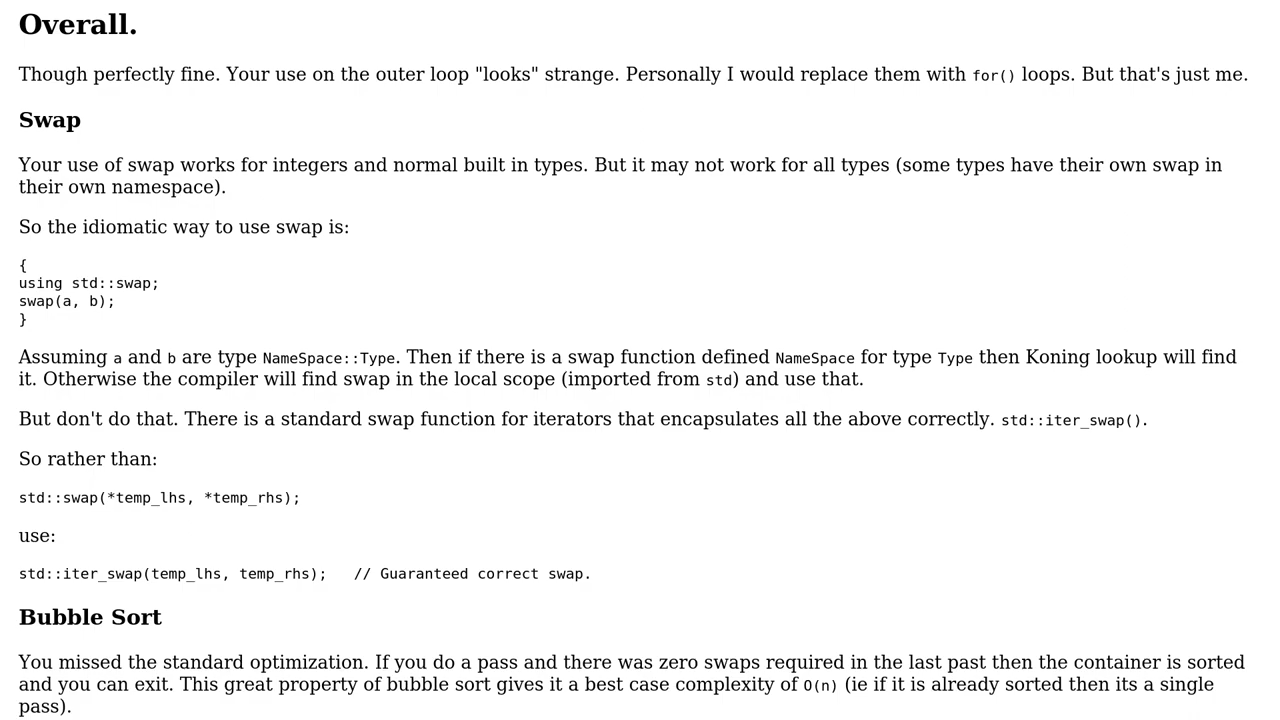 Overall.
Though perfectly fine. Your use on the outer loop "looks" strange. Personally I would replace them with for() loops. But that's just me.
Swap
Your use of swap works for integers and normal built in types. But it may not work for all types (some types have their own swap in
their own namespace).
So the idiomatic way to use swap is:
{
using std::swap;
swap(a, b);
}
Assuming a and b are type NameSpace::Type. Then if there is a swap function defined NameSpace for type Type then Koning lookup will find
it. Otherwise the compiler will find swap in the local scope (imported from std) and use that.
But don't do that. There is a standard swap function for iterators that encapsulates all the above correctly. std::iter_swap().
So rather than:
std::swap(*temp_lhs, *temp_rhs);
use:
std::iter_swap(temp_lhs, temp_rhs);   // Guaranteed correct swap.
Bubble Sort
You missed the standard optimization. If you do a pass and there was zero swaps required in the last past then the container is sorted
and you can exit. This great property of bubble sort gives it a best case complexity of O(n) (ie if it is already sorted then its a single
pass).